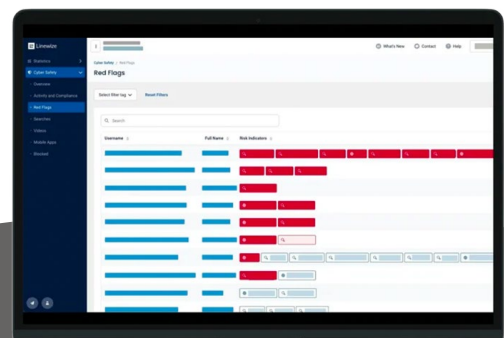 Linewize
What's New
Contact
Help
Statistics
Cyber Safety
Cyber Safety > Red Flags
Red Flags
Overview
Activity and Compliance
Red Flags
Searches
Videos
Mobile Apps
Blocked
Select filter tag
Reset Filters
Search
Username
Full Name
Risk Indicators